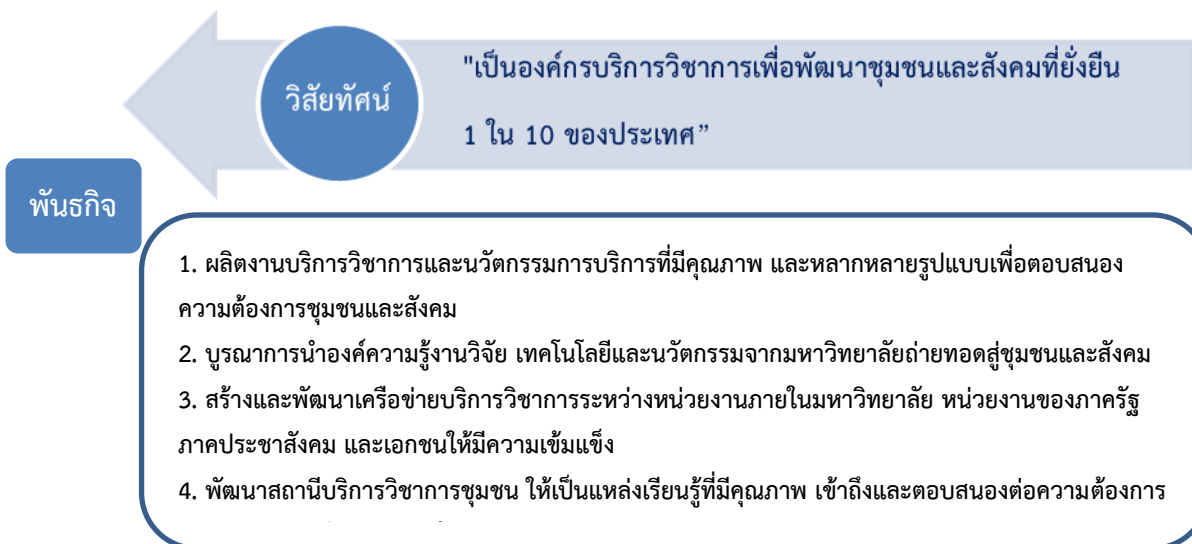 "เป็นองค์กรบริการวิชาการเพื่อพัฒนาชุมชนและสังคมที่ยั่งยืน
วิสัยทัศน์
1 ใน 10 ของประเทศ”
พันธกิจ
1. ผลิตงานบริการวิชาการและนวัตกรรมการบริการที่มีคุณภาพ และหลากหลายรูปแบบเพื่อตอบสนอง
ความต้องการชุมชนและสังคม
2. บูรณาการนำองค์ความรู้งานวิจัย เทคโนโลยีและนวัตกรรมจากมหาวิทยาลัยถ่ายทอดสู่ชุมชนและสังคม
3. สร้างและพัฒนาเครือข่ายบริการวิชาการระหว่างหน่วยงานภายในมหาวิทยาลัย หน่วยงานของภาครัฐ
ภาคประชาสังคม และเอกชนให้มีความเข้มแข็ง
4. พัฒนาสถานีบริการวิชาการชุมชน ให้เป็นแหล่งเรียนรู้ที่มีคุณภาพ เข้าถึงและตอบสนองต่อความต้องการ